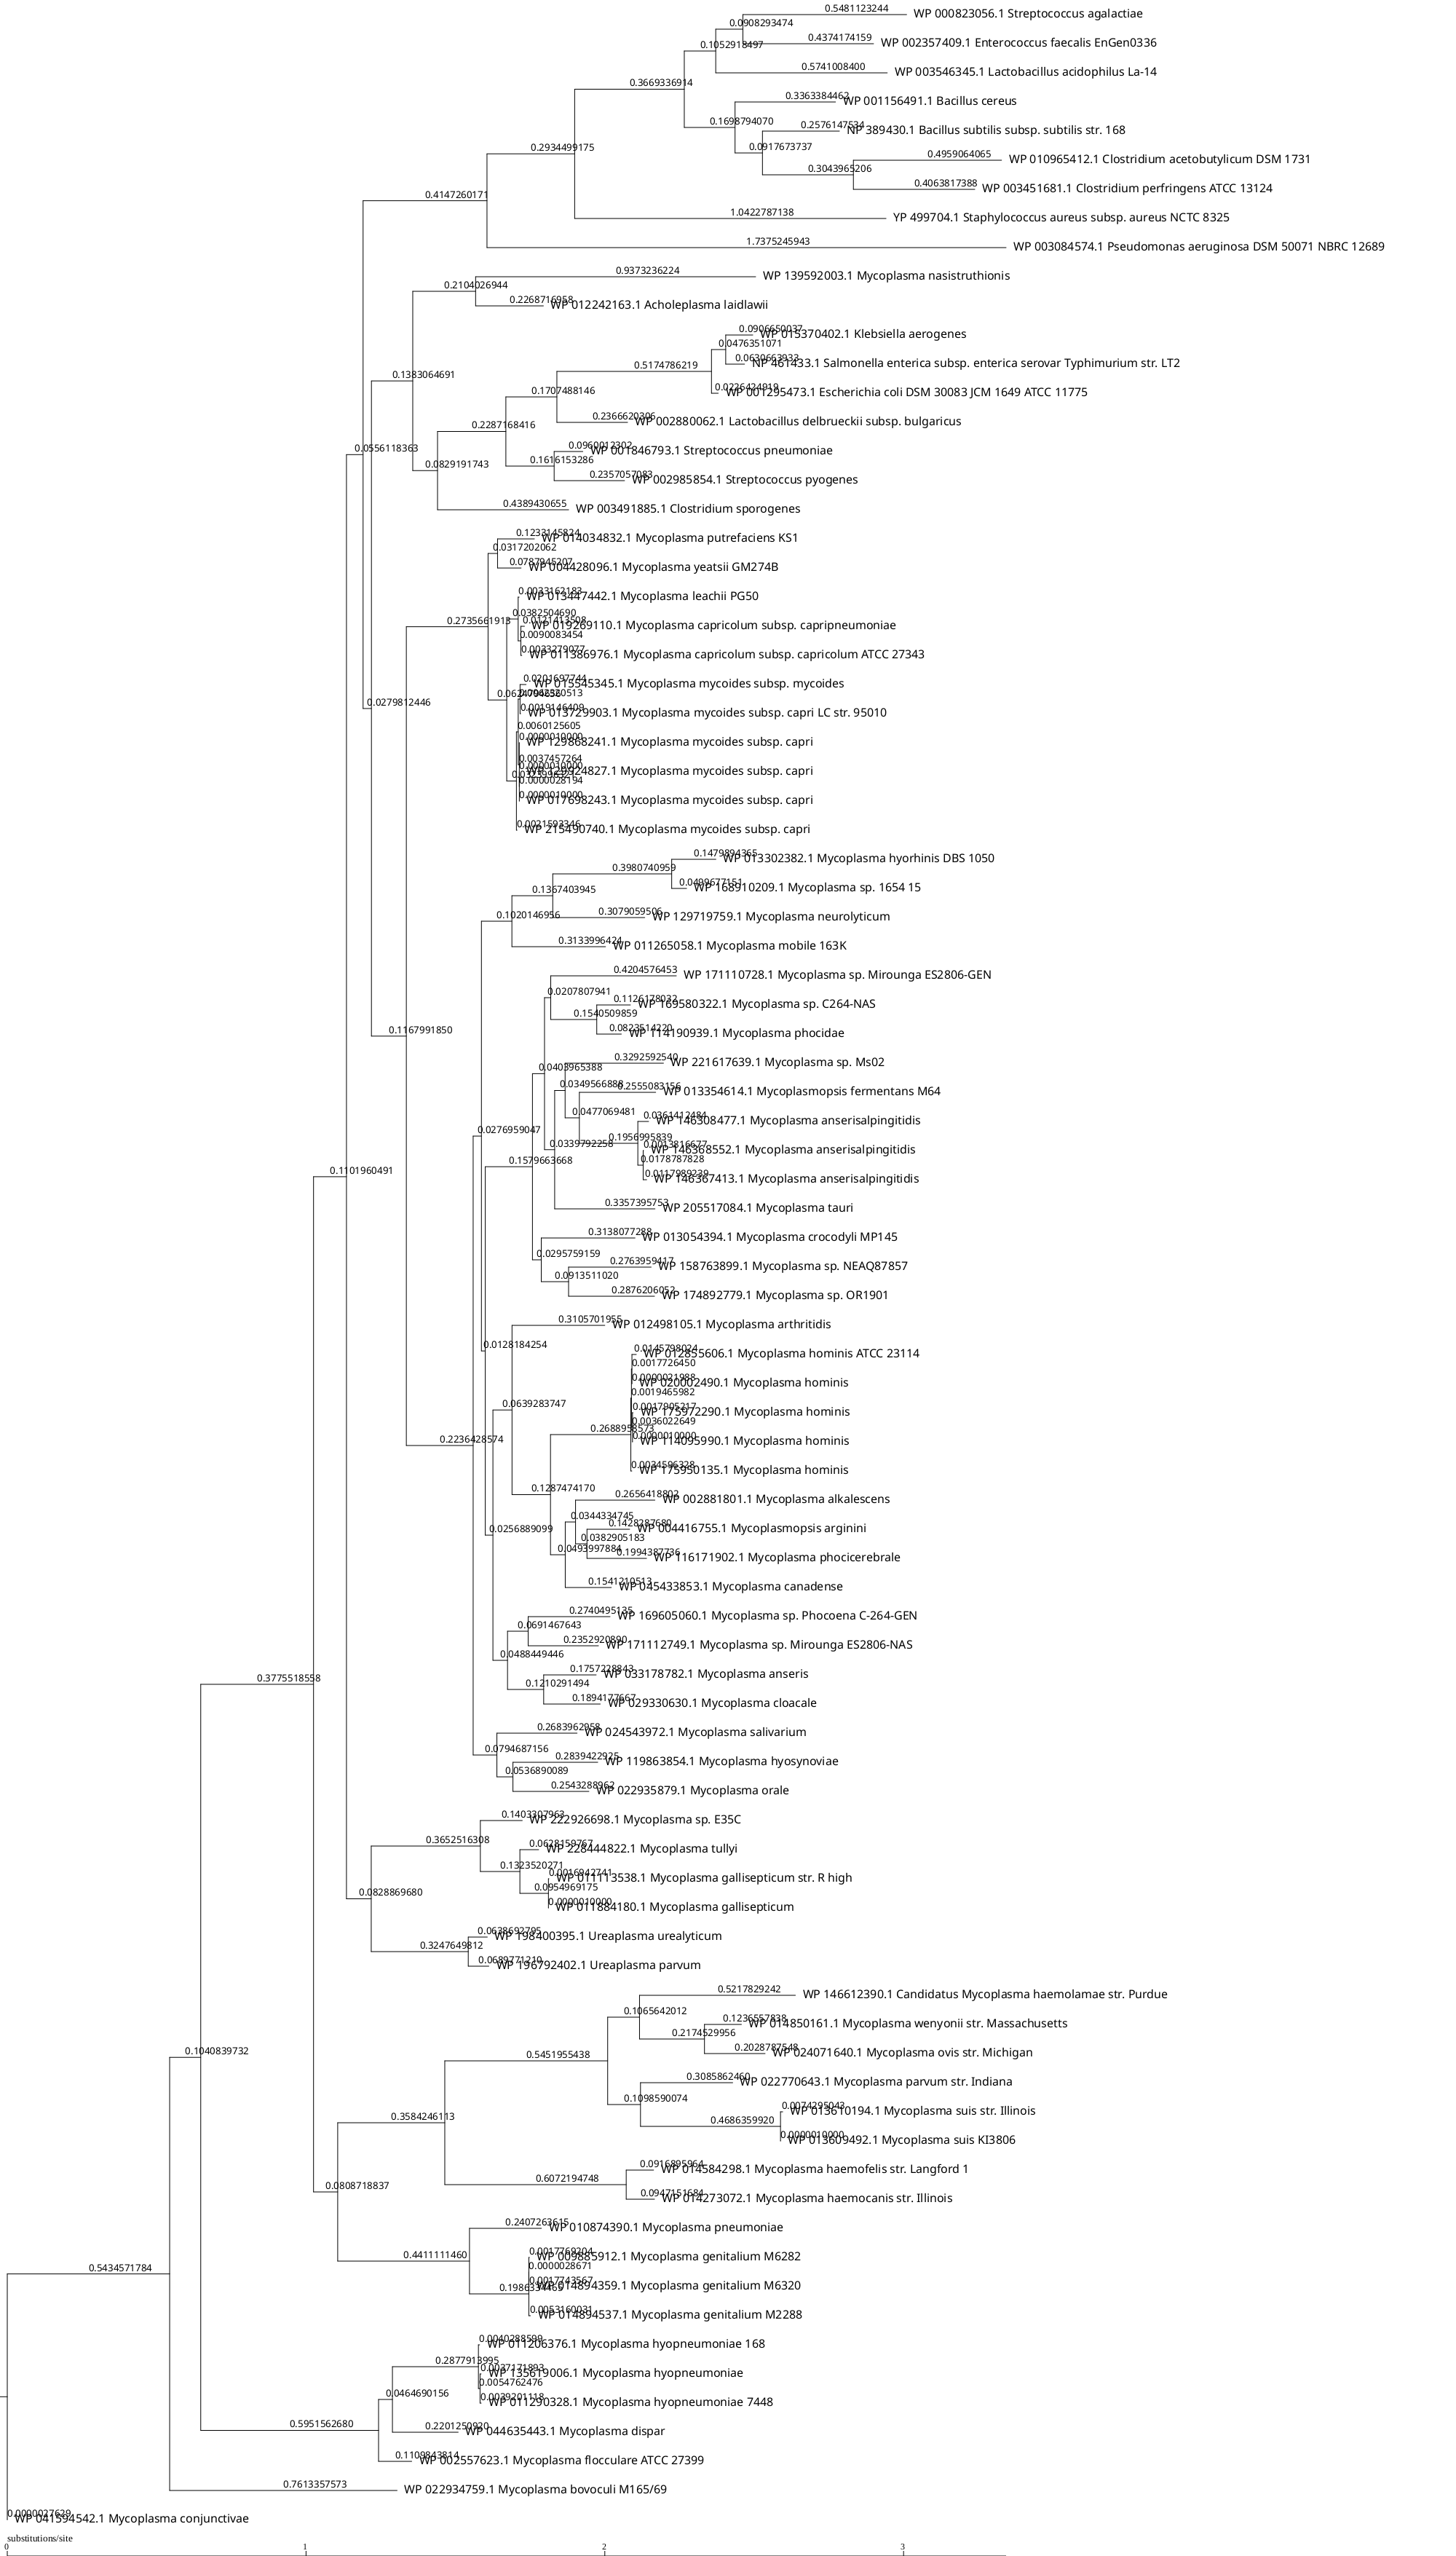 0.5481123244
WP 000823056.1 Streptococcus agalactiae
0.0908293474
0.4374174159
WP 002357409.1 Enterococcus faecalis EnGen0336
0.1052918497
0.5741008400
WP 003546345.1 Lactobacillus acidophilus La-14
0.3669336914
0.3363384462
WP 001156491.1 Bacillus cereus
0.1698794070
0.2576147534
NP 389430.1 Bacillus subtilis subsp. subtilis str. 168
0.0917673737
0.2934499175
0.4959064065
WP 010965412.1 Clostridium acetobutylicum DSM 1731
0.3043965206
0.4063817388
WP 003451681.1 Clostridium perfringens ATCC 13124
0.4147260171
1.0422787138
YP 499704.1 Staphylococcus aureus subsp. aureus NCTC 8325
1.7375245943
WP 003084574.1 Pseudomonas aeruginosa DSM 50071 NBRC 12689
0.9373236224
WP 139592003.1 Mycoplasma nasistruthionis
0.2104026944
0.2268716958
WP 012242163.1 Acholeplasma laidlawii
0.0906650037
WP 015370402.1 Klebsiella aerogenes
0.0476351071
0.0630663933
NP 461433.1 Salmonella enterica subsp. enterica serovar Typhimurium str. LT2
0.5174786219
0.1383064691
0.0226424919
WP 001295473.1 Escherichia coli DSM 30083 JCM 1649 ATCC 11775
0.1707488146
0.2366620306
WP 002880062.1 Lactobacillus delbrueckii subsp. bulgaricus
0.2287168416
0.0556118363
0.0960012302
WP 001846793.1 Streptococcus pneumoniae
0.1616153286
0.0829191743
0.2357057083
WP 002985854.1 Streptococcus pyogenes
0.4389430655
WP 003491885.1 Clostridium sporogenes
0.1233145824
WP 014034832.1 Mycoplasma putrefaciens KS1
0.0317202062
0.0787945207
WP 004428096.1 Mycoplasma yeatsii GM274B
0.0033162183
WP 013447442.1 Mycoplasma leachii PG50
0.0382504690
0.2735661913
0.0121413508
WP 019269110.1 Mycoplasma capricolum subsp. capripneumoniae
0.0090083454
0.0033279077
WP 011386976.1 Mycoplasma capricolum subsp. capricolum ATCC 27343
0.0201697744
WP 015545345.1 Mycoplasma mycoides subsp. mycoides
0.0279812446
0.0019146409
WP 013729903.1 Mycoplasma mycoides subsp. capri LC str. 95010
0.0060125605
0.0000010000
WP 129868241.1 Mycoplasma mycoides subsp. capri
0.0037457264
0.0000010000
WP 129924827.1 Mycoplasma mycoides subsp. capri
0.0000028194
0.0000010000
WP 017698243.1 Mycoplasma mycoides subsp. capri
0.0021593346
WP 215490740.1 Mycoplasma mycoides subsp. capri
0.1479894365
WP 013302382.1 Mycoplasma hyorhinis DBS 1050
0.3980740959
0.0499677151
WP 168910209.1 Mycoplasma sp. 1654 15
0.1367403945
0.3079059506
WP 129719759.1 Mycoplasma neurolyticum
0.1020146956
0.3133996424
WP 011265058.1 Mycoplasma mobile 163K
0.4204576453
WP 171110728.1 Mycoplasma sp. Mirounga ES2806-GEN
0.0207807941
0.1126178032
WP 169580322.1 Mycoplasma sp. C264-NAS
0.1540509859
0.1167991850
0.0823514220
WP 114190939.1 Mycoplasma phocidae
0.0403965388
0.3292592540
WP 221617639.1 Mycoplasma sp. Ms02
0.0349566888
0.2555083156
WP 013354614.1 Mycoplasmopsis fermentans M64
0.0477069481
0.0361412484
WP 146308477.1 Mycoplasma anserisalpingitidis
0.0276959047
0.1956995839
0.0339792258
0.0013816677
WP 146368552.1 Mycoplasma anserisalpingitidis
0.1579663668
0.0178787828
0.1101960491
0.0117989239
WP 146367413.1 Mycoplasma anserisalpingitidis
0.3357395753
WP 205517084.1 Mycoplasma tauri
0.3138077288
WP 013054394.1 Mycoplasma crocodyli MP145
0.0295759159
0.2763959417
WP 158763899.1 Mycoplasma sp. NEAQ87857
0.0913511020
0.2876206052
WP 174892779.1 Mycoplasma sp. OR1901
0.3105701955
WP 012498105.1 Mycoplasma arthritidis
0.0128184254
0.0145798024
WP 012855606.1 Mycoplasma hominis ATCC 23114
0.0017726450
0.0000021988
WP 020002490.1 Mycoplasma hominis
0.0019465982
0.0639283747
0.0017905217
WP 175972290.1 Mycoplasma hominis
0.0036022649
0.2688958573
0.2236428574
0.0000010000
WP 114095990.1 Mycoplasma hominis
0.0034596328
WP 175950135.1 Mycoplasma hominis
0.1287474170
0.2656418802
WP 002881801.1 Mycoplasma alkalescens
0.0344334745
0.0256889099
0.1428287680
WP 004416755.1 Mycoplasmopsis arginini
0.0382905183
0.0493997884
0.1994387736
WP 116171902.1 Mycoplasma phocicerebrale
0.1541210513
WP 045433853.1 Mycoplasma canadense
0.2740495135
WP 169605060.1 Mycoplasma sp. Phocoena C-264-GEN
0.0691467643
0.2352920890
WP 171112749.1 Mycoplasma sp. Mirounga ES2806-NAS
0.0488449446
0.1757228843
WP 033178782.1 Mycoplasma anseris
0.3775518558
0.1210291494
0.1894177667
WP 029330630.1 Mycoplasma cloacale
0.2683962958
WP 024543972.1 Mycoplasma salivarium
0.0794687156
0.2839422925
WP 119863854.1 Mycoplasma hyosynoviae
0.0536890089
0.2543288962
WP 022935879.1 Mycoplasma orale
0.1403307963
WP 222926698.1 Mycoplasma sp. E35C
0.3652516308
0.0628159767
WP 228444822.1 Mycoplasma tullyi
0.1323520271
0.0016942741
WP 011113538.1 Mycoplasma gallisepticum str. R high
0.0954969175
0.0828869680
0.0000010000
WP 011884180.1 Mycoplasma gallisepticum
0.0638692795
WP 198400395.1 Ureaplasma urealyticum
0.3247649812
0.0689771210
WP 196792402.1 Ureaplasma parvum
0.5217829242
WP 146612390.1 Candidatus Mycoplasma haemolamae str. Purdue
0.1065642012
0.1236557838
WP 014850161.1 Mycoplasma wenyonii str. Massachusetts
0.2174529956
0.1040839732
0.5451955438
0.2028787548
WP 024071640.1 Mycoplasma ovis str. Michigan
0.3085862460
WP 022770643.1 Mycoplasma parvum str. Indiana
0.1098590074
0.0074295043
WP 013610194.1 Mycoplasma suis str. Illinois
0.3584246113
0.4686359920
0.0000010000
WP 013609492.1 Mycoplasma suis KI3806
0.0916895964
WP 014584298.1 Mycoplasma haemofelis str. Langford 1
0.6072194748
0.0808718837
0.0947151684
WP 014273072.1 Mycoplasma haemocanis str. Illinois
0.2407263615
WP 010874390.1 Mycoplasma pneumoniae
0.4411111460
0.0017769204
WP 009885912.1 Mycoplasma genitalium M6282
0.0000028671
0.5434571784
0.0017743567
WP 014894359.1 Mycoplasma genitalium M6320
0.0053160031
WP 014894537.1 Mycoplasma genitalium M2288
0.0040288599
WP 011206376.1 Mycoplasma hyopneumoniae 168
0.2877913995
0.0037171893
WP 135619006.1 Mycoplasma hyopneumoniae
0.0054762476
0.0464690156
0.0039201118
WP 011290328.1 Mycoplasma hyopneumoniae 7448
0.5951562680
0.2201250920
WP 044635443.1 Mycoplasma dispar
0.1109843814
WP 002557623.1 Mycoplasma flocculare ATCC 27399
0.7613357573
WP 022934759.1 Mycoplasma bovoculi M165/69
0.0000027629
WP 041594542.1 Mycoplasma conjunctivae
substitutions/site
0 1 2 3